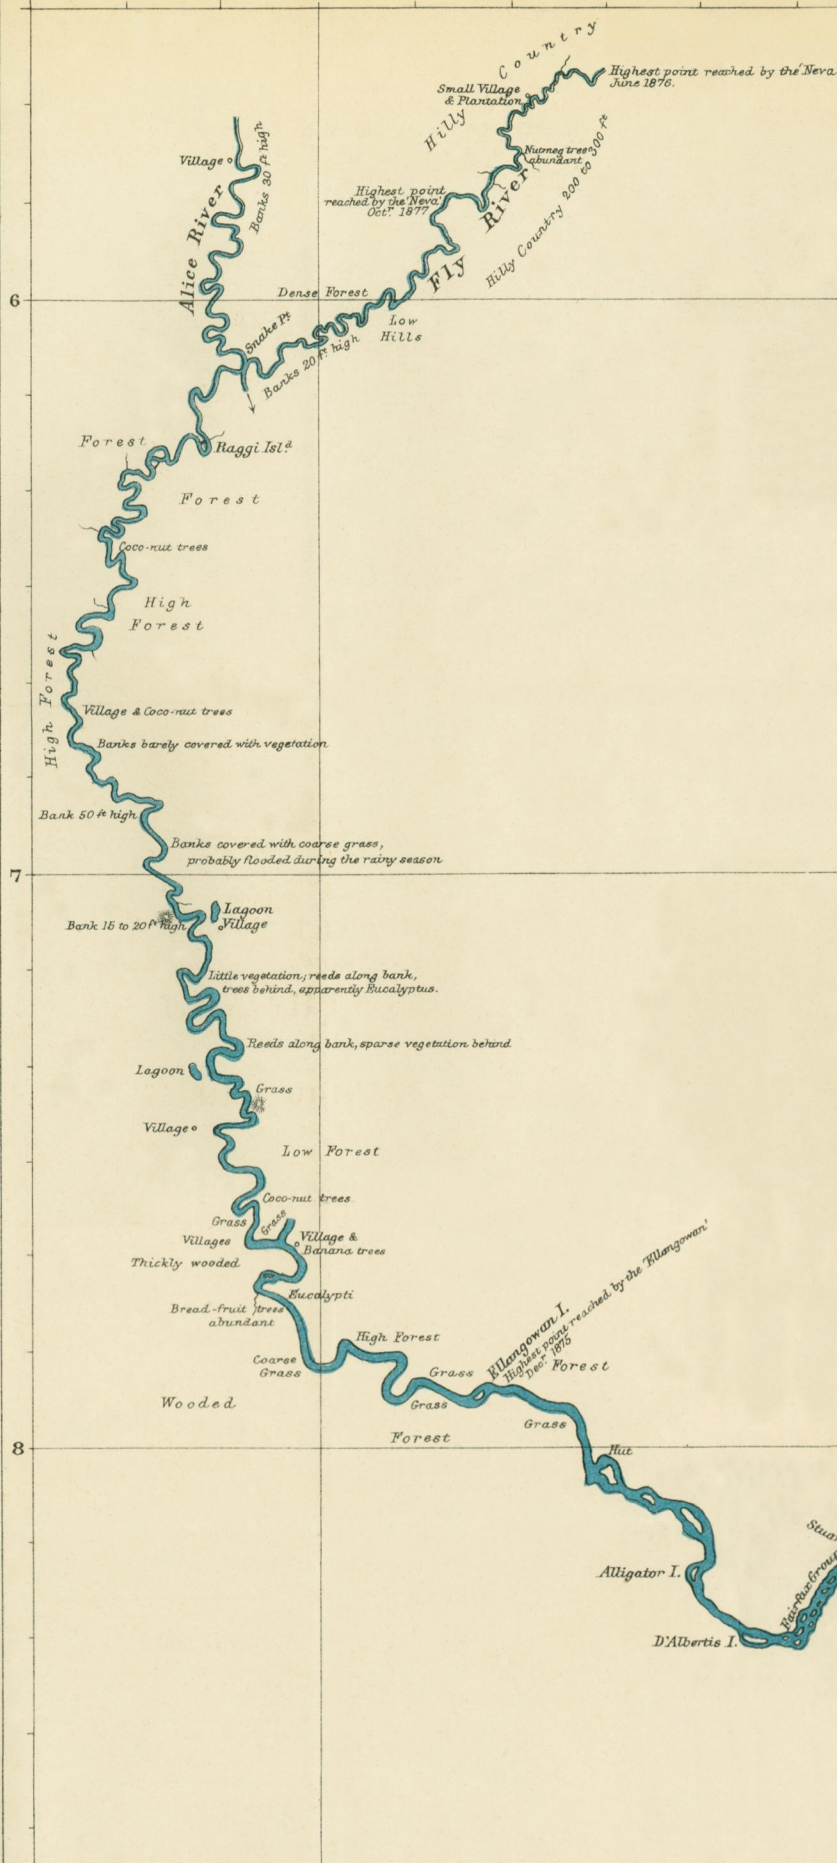 Hilly Country
Highest point reached by the 'Neva
June 1876.
Small Village
& Plantation
Nutmeg trees
abundant
Village
Banks 30 ft high
Alice River
Highest point
reached by the 'Neva'
Octr. 1877
Fly River
Hilly Country 200 to 300 ft
6
Dense Forest
Low
Hills
Snake Pt.
Banks 20 ft high
Forest
Raggi Isld.
Forest
Coco-nut trees
High
Forest
High Forest
Village & Coco-nut trees
Banks barely covered with vegetation
Bank 50 ft high
Banks covered with coarse grass,
probably flooded during the rainy season
7
Lagoon
Village
Bank 15 to 20 ft high
Little vegetation; reeds along bank,
trees behind, apparently Eucalyptus.
Reeds along bank, sparse vegetation behind
Lagoon
Grass
Village
Low Forest
Coco-nut trees
Grass
Grass
Villages
Village &
Banana trees
Thickly wooded
Eucalypti
Bread-fruit trees
abundant
High Forest
Coarse
Grass
Ellangowan I.
Highest point reached by the 'Ellangowan'
Decr. 1875
Forest
Grass
Grass
Wooded
Grass
Forest
8
Hut
Alligator I.
Fairfax Group
D'Albertis I.